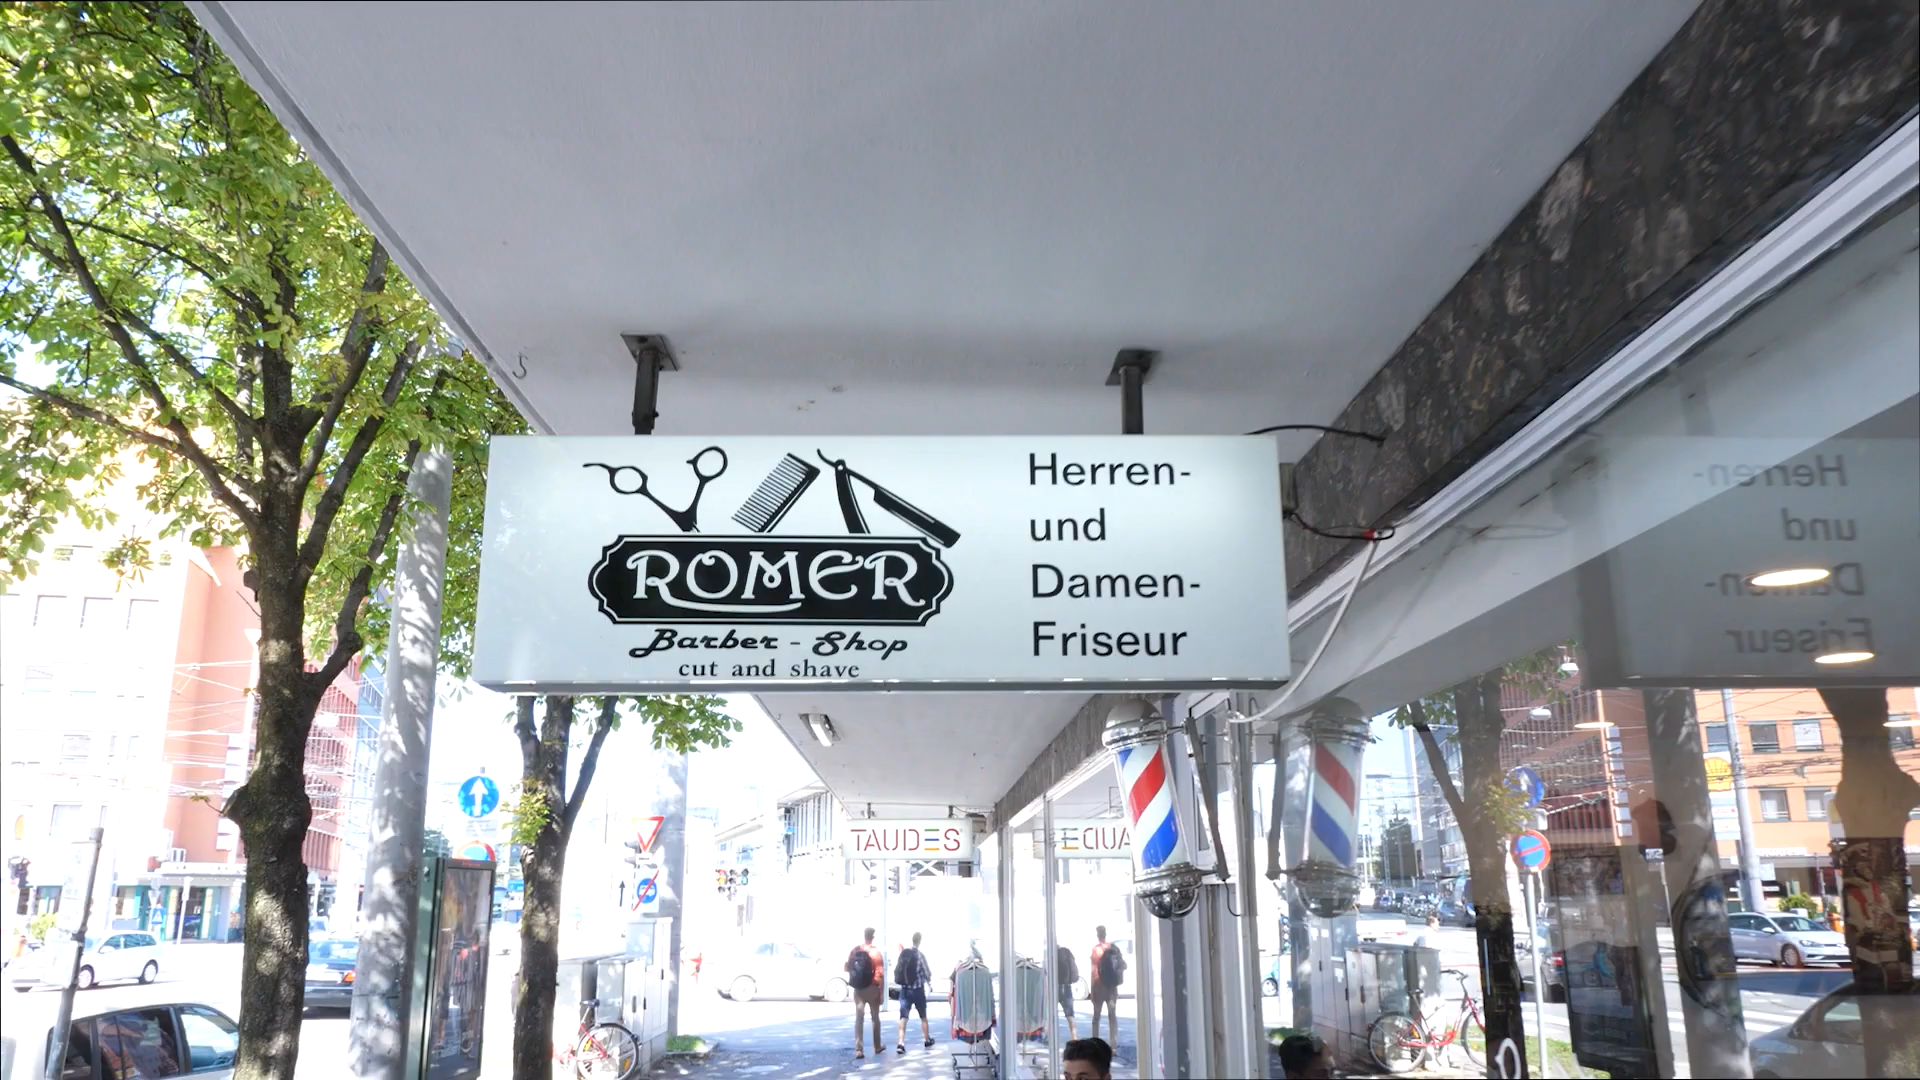 ROMER
Barber - Shop
cut and shave
Herren-
und
Damen-
Friseur
TAUDES